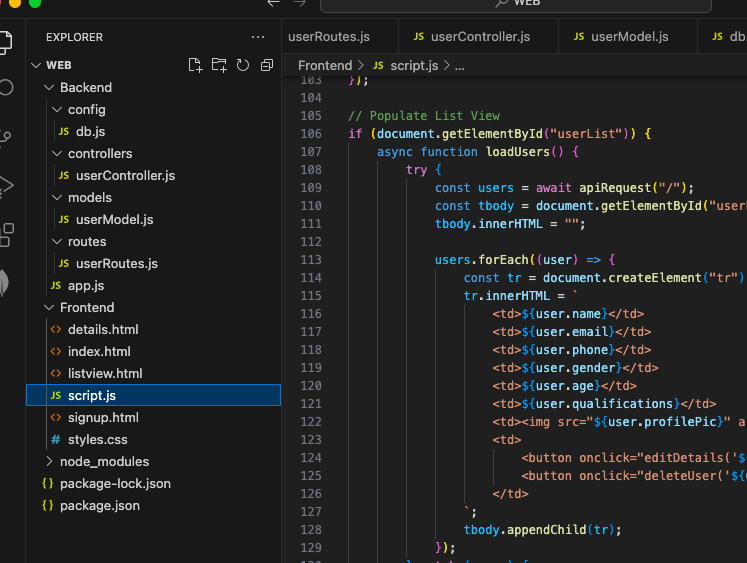 WEB
EXPLORER
...
WEB
Backend
config
JS db.js
controllers
JS userController.js
models
JS userModel.js
routes
JS userRoutes.js
JS app.js
Frontend
<> details.html
<> index.html
<> listview.html
JS script.js
<> signup.html
# styles.css
node_modules
{} package-lock.json
{} package.json
userRoutes.js
JS userController.js
JS userModel.js
JS db.
Frontend > JS script.js > ...
103 });
104
105 // Populate List View
106 if (document.getElementById("userList")) {
107 async function loadUsers() {
108 try {
109 const users = await apiRequest("/");
110 const tbody = document.getElementById("user
111 tbody.innerHTML = "";
112
113 users.forEach((user) => {
114 const tr = document.createElement("tr")
115 tr.innerHTML = `
116 <td>${user.name}</td>
117 <td>${user.email}</td>
118 <td>${user.phone}</td>
119 <td>${user.gender}</td>
120 <td>${user.age}</td>
121 <td>${user.qualifications}</td>
122 <td><img src="${user.profilePic}" a
123 <td>
124 <button onclick="editDetails('$
125 <button onclick="deleteUser('${
126 </td>
127 `;
128 tbody.appendChild(tr);
129 });